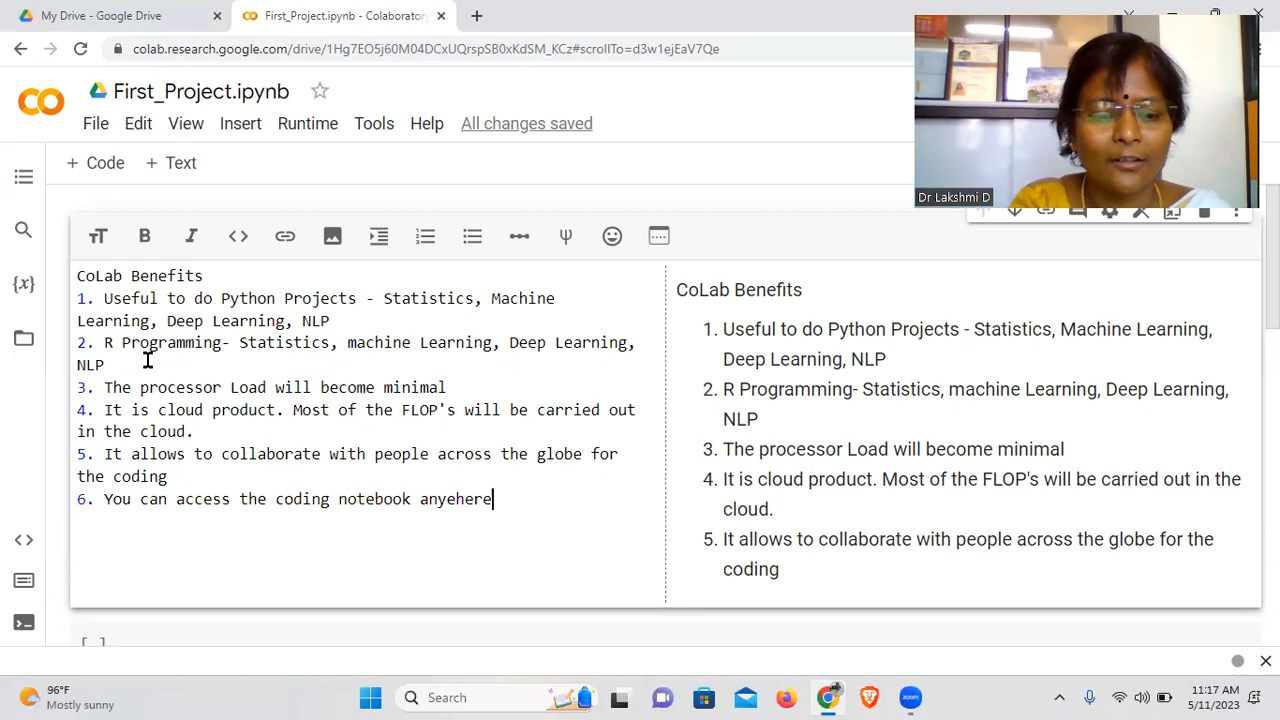 My Drive - Google Drive
First_Project.ipynb - Colaborator
colab.research.google.com/drive/1Hg7EO5j60M04DCxUQrspSB0xKdSM_KCz#scrollTo=d3w1ejEaV7Qe
First_Project.ipynb
File Edit View Insert Runtime Tools Help All changes saved
+ Code + Text
Dr Lakshmi D
CoLab Benefits
1. Useful to do Python Projects - Statistics, Machine
Learning, Deep Learning, NLP
2. R Programming- Statistics, machine Learning, Deep Learning,
NLP
3. The processor Load will become minimal
4. It is cloud product. Most of the FLOP's will be carried out
in the cloud.
5. It allows to collaborate with people across the globe for
the coding
6. You can access the coding notebook anyehere
CoLab Benefits
1. Useful to do Python Projects - Statistics, Machine Learning,
Deep Learning, NLP
2. R Programming- Statistics, machine Learning, Deep Learning,
NLP
3. The processor Load will become minimal
4. It is cloud product. Most of the FLOP's will be carried out in the
cloud.
5. It allows to collaborate with people across the globe for the
coding
[ ]
96°F
Mostly sunny
Search
zoom
11:17 AM
5/11/2023